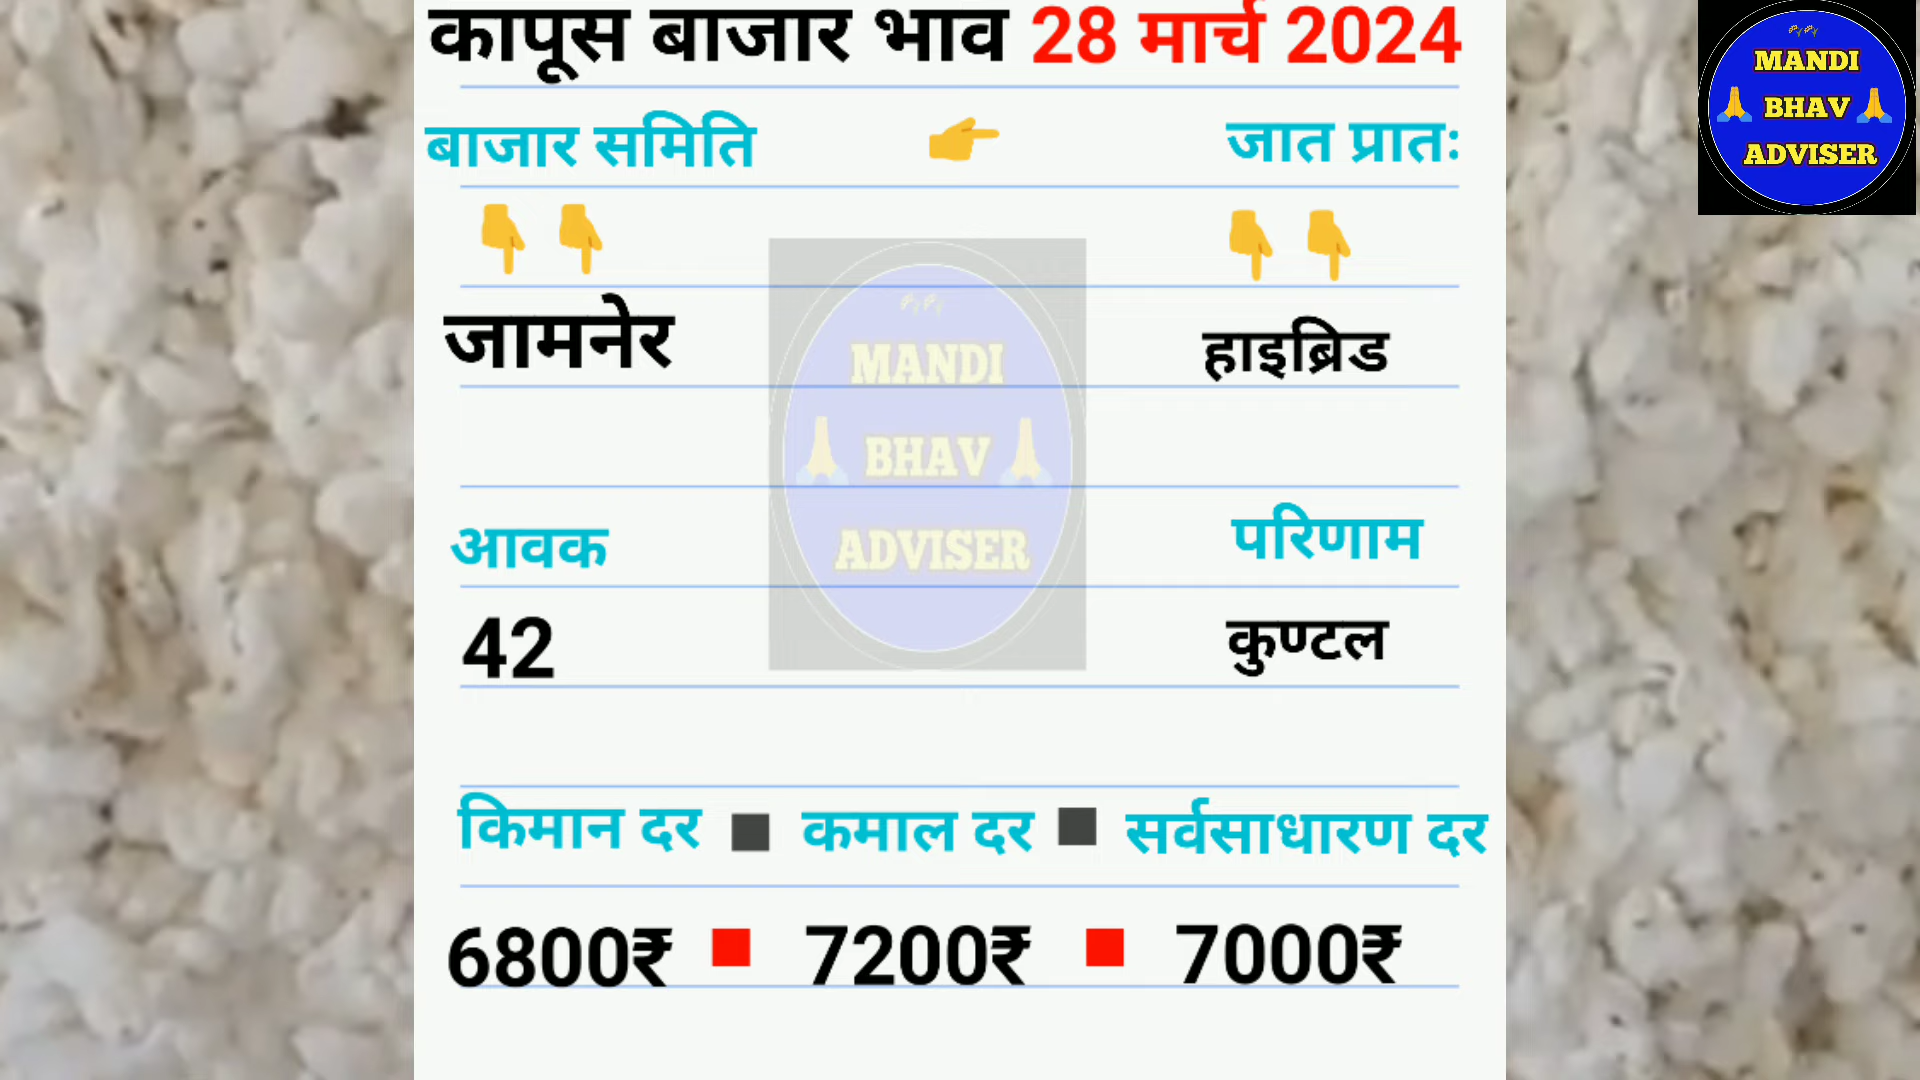 कापूस बाजार भाव 28 मार्च 2024
MANDI
BHAV
ADVISER
बाजार समिति 👉 जात प्रातः
👇👇 👇👇
जामनेर हाइब्रिड
MANDI
BHAV
ADVISER
आवक परिणाम
42 कुण्टल
किमान दर ◼ कमाल दर ◼ सर्वसाधारण दर
6800₹ 🟥 7200₹ 🟥 7000₹